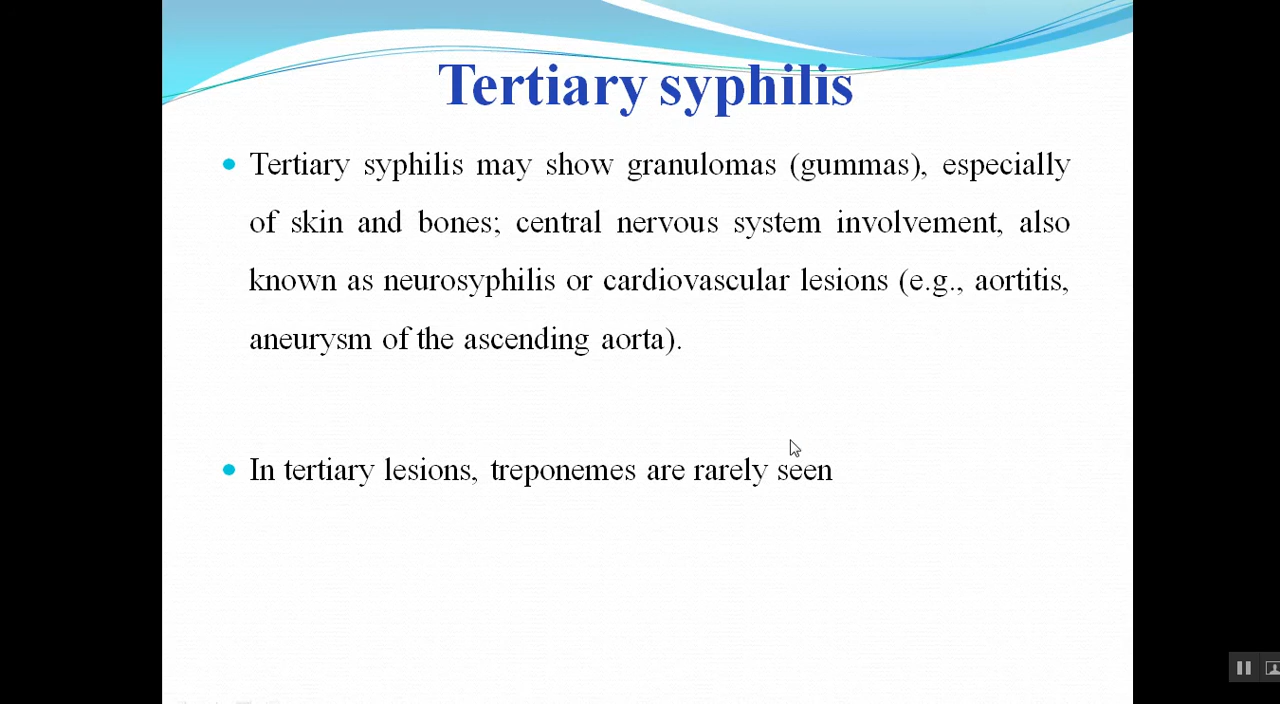 Tertiary syphilis
Tertiary syphilis may show granulomas (gummas), especially
of skin and bones; central nervous system involvement, also
known as neurosyphilis or cardiovascular lesions (e.g., aortitis,
aneurysm of the ascending aorta).
In tertiary lesions, treponemes are rarely seen